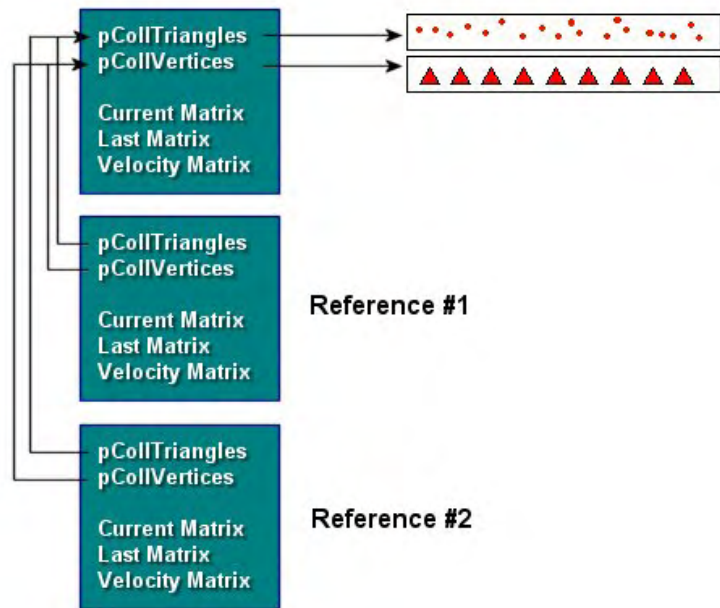 pCollTriangles
pCollVertices
Current Matrix
Last Matrix
Velocity Matrix
pCollTriangles
pCollVertices
Current Matrix
Last Matrix
Velocity Matrix
Reference #1
pCollTriangles
pCollVertices
Current Matrix
Last Matrix
Velocity Matrix
Reference #2